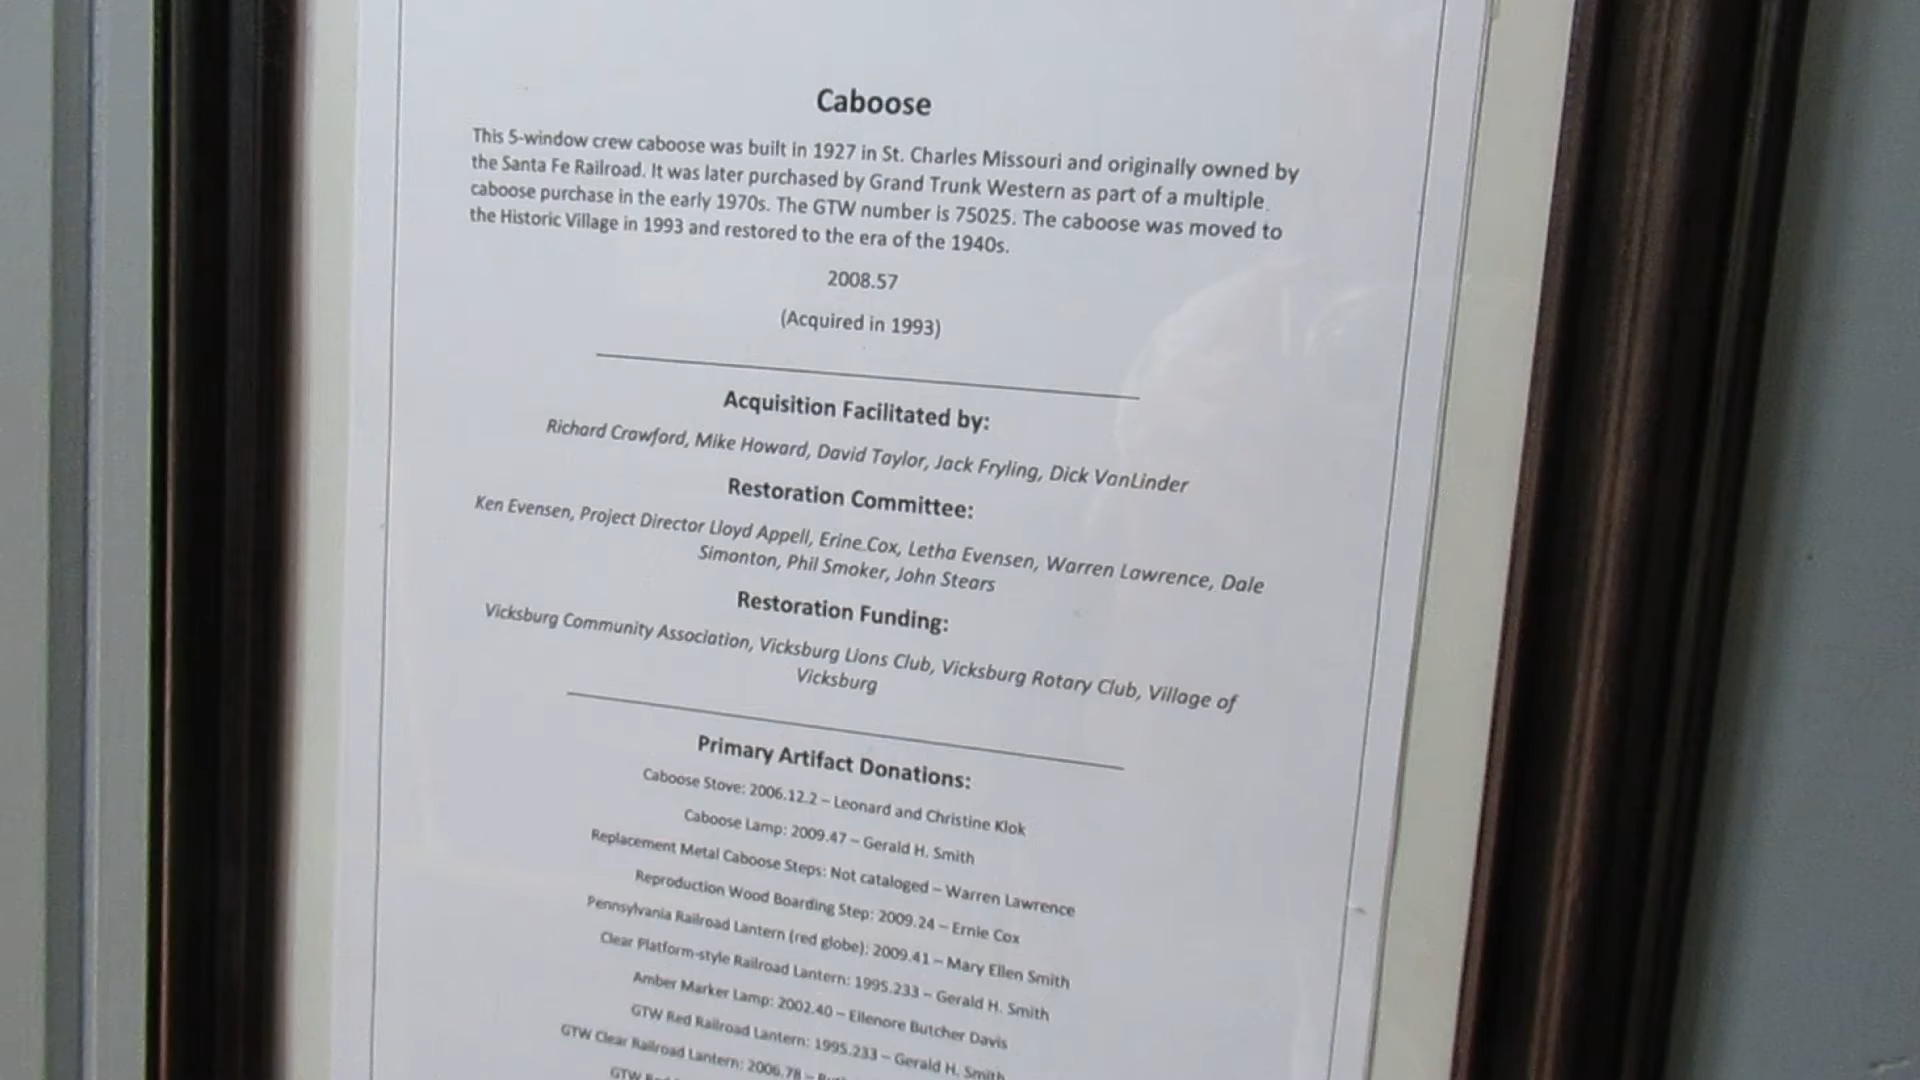 Caboose
This 5-window crew caboose was built in 1927 in St. Charles Missouri and originally owned by
the Santa Fe Railroad. It was later purchased by Grand Trunk Western as part of a multiple
caboose purchase in the early 1970s. The GTW number is 75025. The caboose was moved to
the Historic Village in 1993 and restored to the era of the 1940s.
2008.57
(Acquired in 1993)
Acquisition Facilitated by:
Richard Crawford, Mike Howard, David Taylor, Jack Fryling, Dick VanLinder
Restoration Committee:
Ken Evensen, Project Director Lloyd Appell, Erine Cox, Letha Evensen, Warren Lawrence, Dale
Simonton, Phil Smoker, John Stears
Restoration Funding:
Vicksburg Community Association, Vicksburg Lions Club, Vicksburg Rotary Club, Village of
Vicksburg
Primary Artifact Donations:
Caboose Stove: 2006.12.2 – Leonard and Christine Klok
Caboose Lamp: 2009.47 – Gerald H. Smith
Replacement Metal Caboose Steps: Not cataloged – Warren Lawrence
Reproduction Wood Boarding Step: 2009.24 – Ernie Cox
Pennsylvania Railroad Lantern (red globe): 2009.41 – Mary Ellen Smith
Clear Platform-style Railroad Lantern: 1995.233 – Gerald H. Smith
Amber Marker Lamp: 2002.40 – Ellenore Butcher Davis
GTW Red Railroad Lantern: 1995.233 – Gerald H. Smith
GTW Clear Railroad Lantern: 2006.78 –
GTW